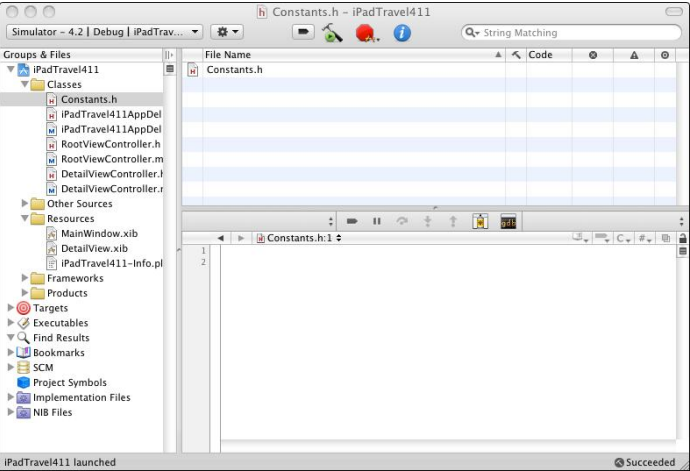 Constants.h – iPadTravel411
Simulator – 4.2 | Debug | iPadTrav...
String Matching
Groups & Files
File Name
Code
iPadTravel411
Constants.h
Classes
Constants.h
iPadTravel411AppDel
iPadTravel411AppDel
RootViewController.h
RootViewController.m
DetailViewController.h
DetailViewController.m
Other Sources
Resources
MainWindow.xib
DetailView.xib
iPadTravel411-Info.pl
Frameworks
Products
Targets
Executables
Find Results
Bookmarks
SCM
Project Symbols
Implementation Files
NIB Files
gdb
Constants.h:1
C
#
1
2
iPadTravel411 launched
Succeeded